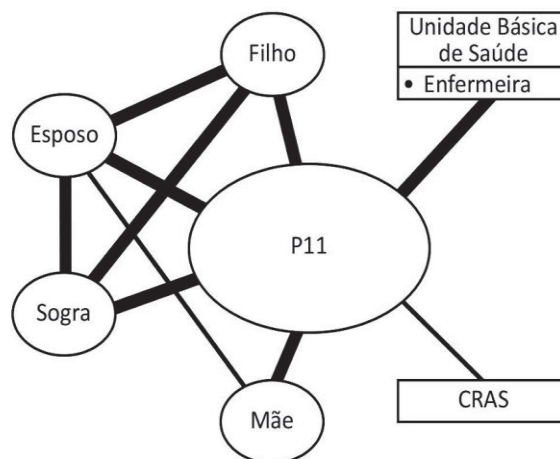 Filho
Unidade Básica
de Saúde
• Enfermeira
Esposo
P11
Sogra
Mãe
CRAS